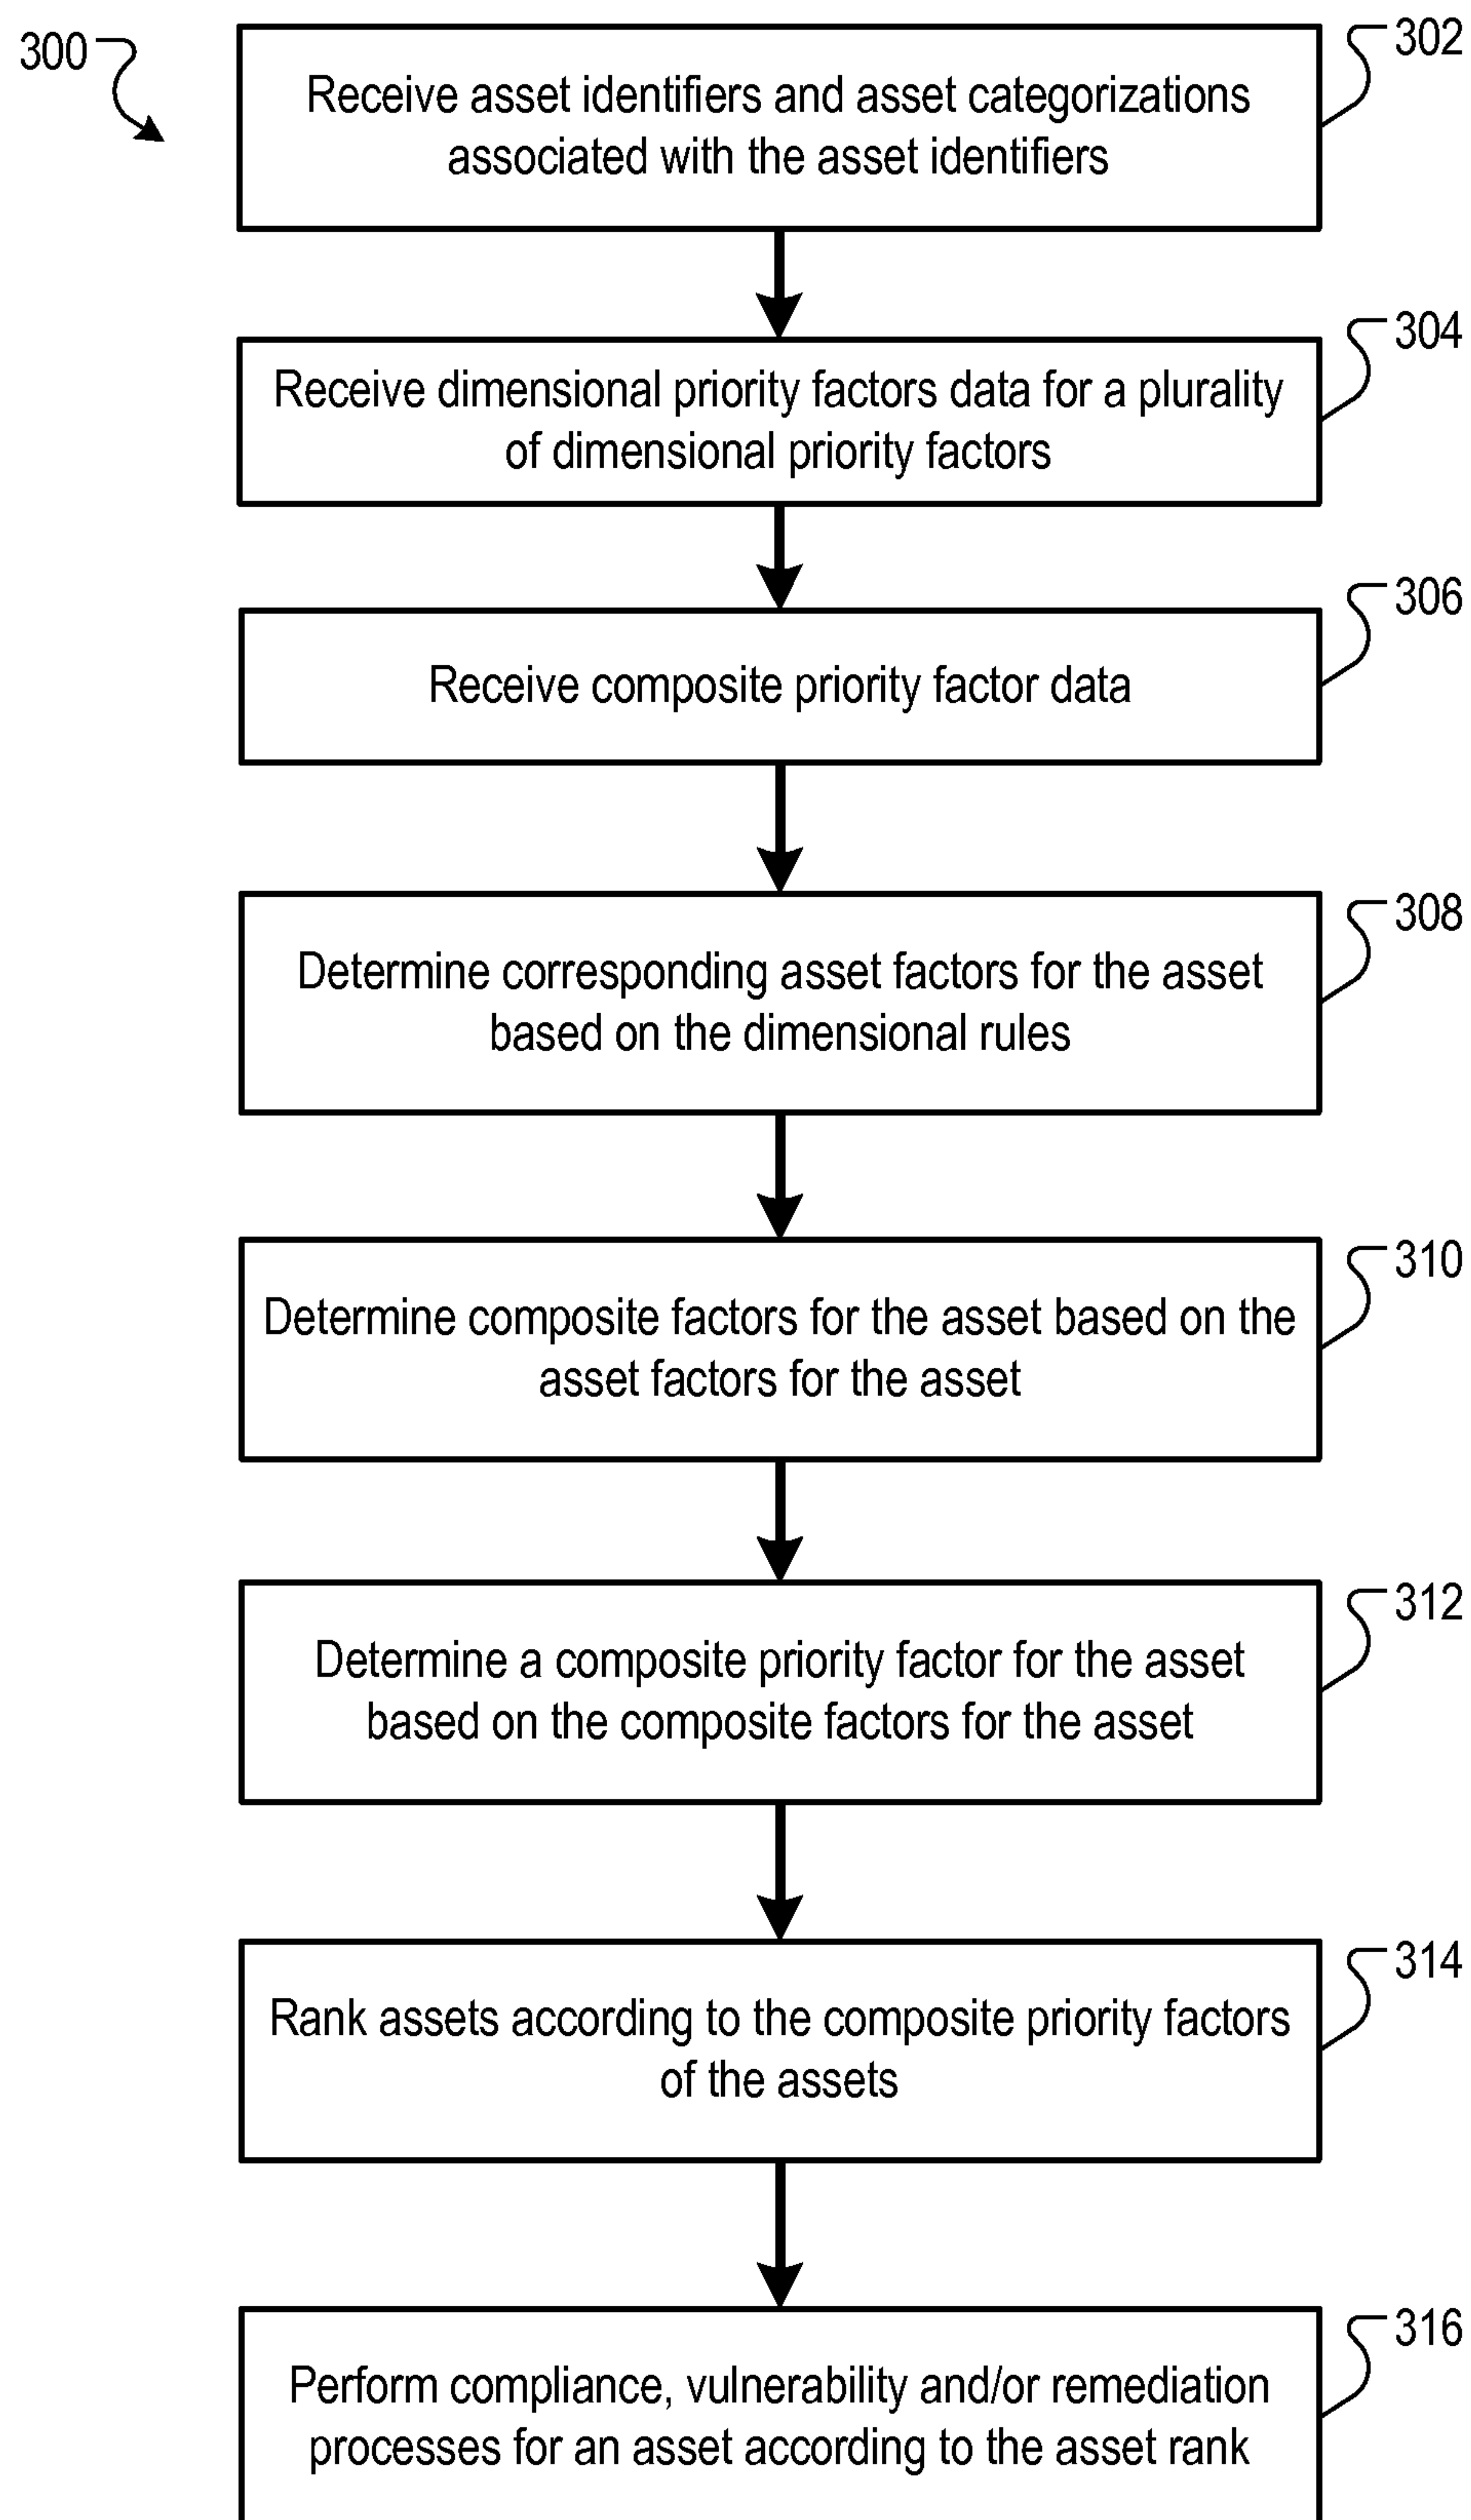 300
302
Receive asset identifiers and asset categorizations
associated with the asset identifiers
304
Receive dimensional priority factors data for a plurality
of dimensional priority factors
306
Receive composite priority factor data
308
Determine corresponding asset factors for the asset
based on the dimensional rules
310
Determine composite factors for the asset based on the
asset factors for the asset
312
Determine a composite priority factor for the asset
based on the composite factors for the asset
314
Rank assets according to the composite priority factors
of the assets
316
Perform compliance, vulnerability and/or remediation
processes for an asset according to the asset rank